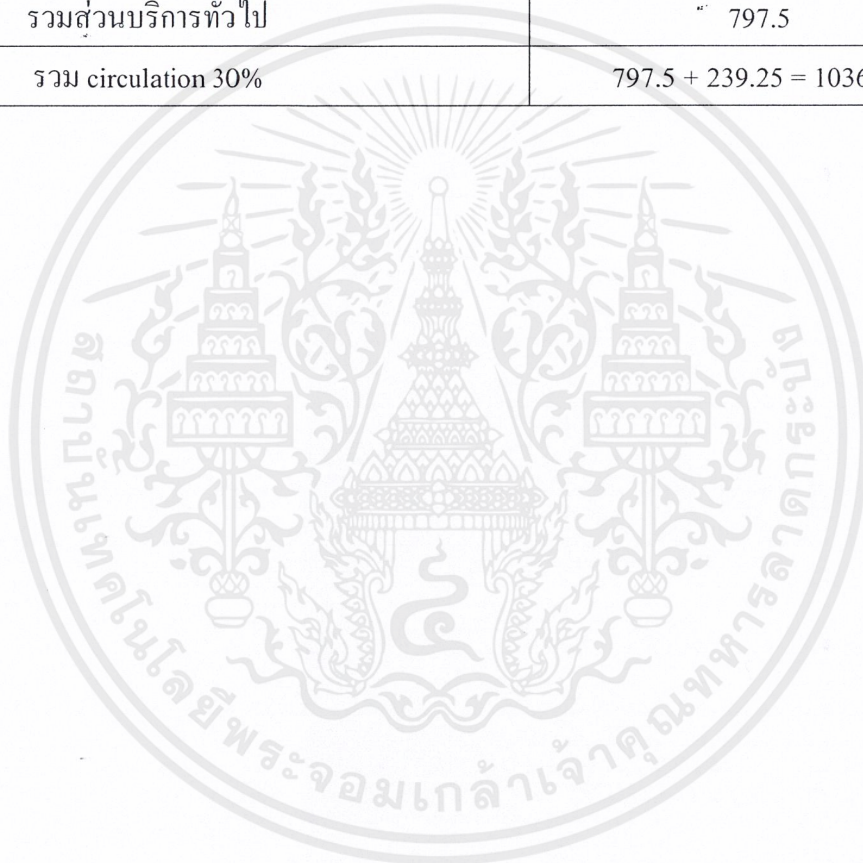 รวมส่วนบริการทั่วไป 797.5
รวม circulation 30% 797.5 + 239.25 = 1036
สถาบันเทคโนโลยีพระจอมเกล้าเจ้าคุณทหารลาดกระบัง
๔